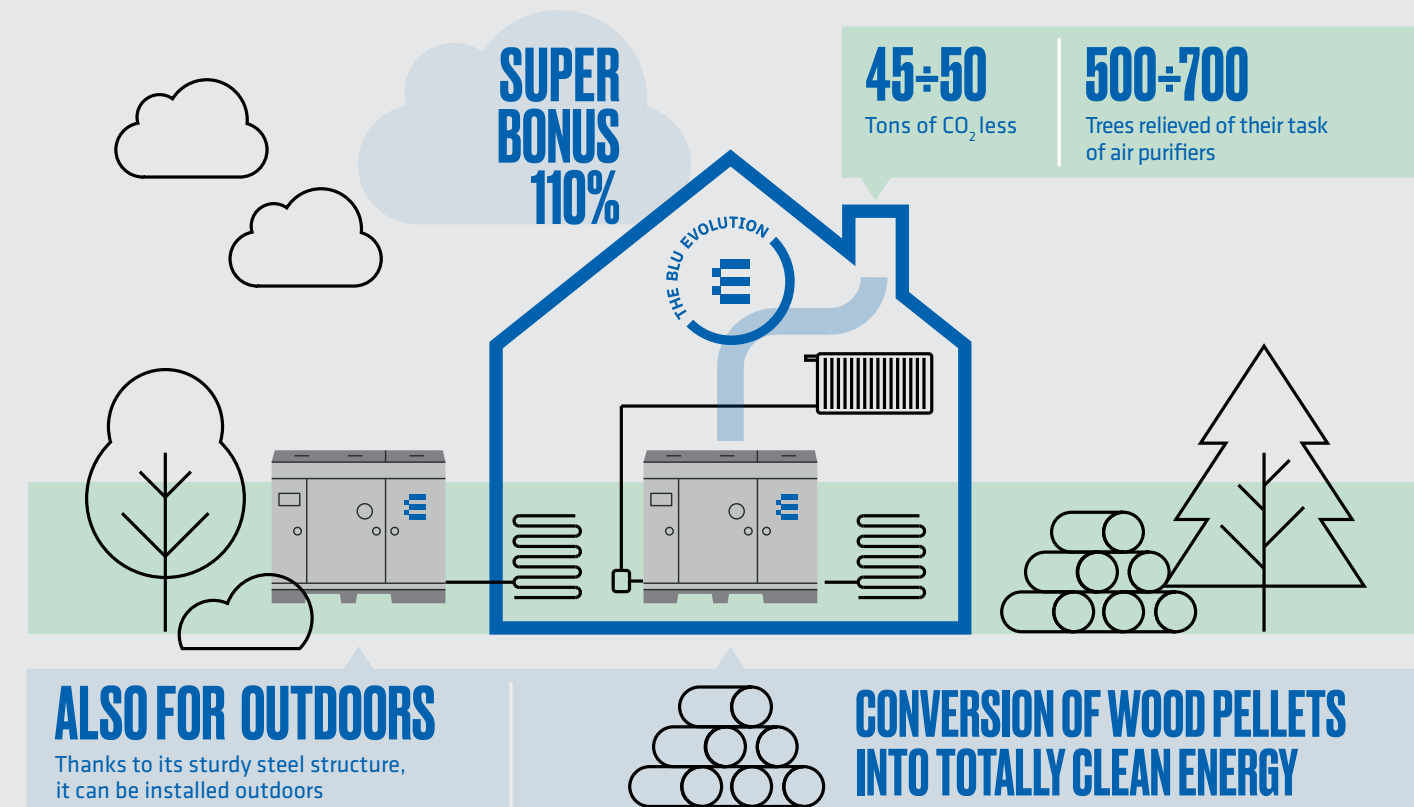 SUPER
BONUS
110%
45÷50
Tons of CO₂ less
500÷700
Trees relieved of their task
of air purifiers
THE BLU EVOLUTION
ALSO FOR OUTDOORS
Thanks to its sturdy steel structure,
it can be installed outdoors
CONVERSION OF WOOD PELLETS
INTO TOTALLY CLEAN ENERGY